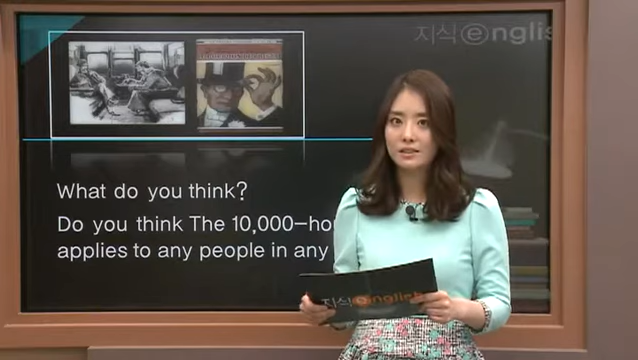 지식ⓔnglish
What do you think?
Do you think The 10,000-ho
applies to any people in any
지식ⓔnglish